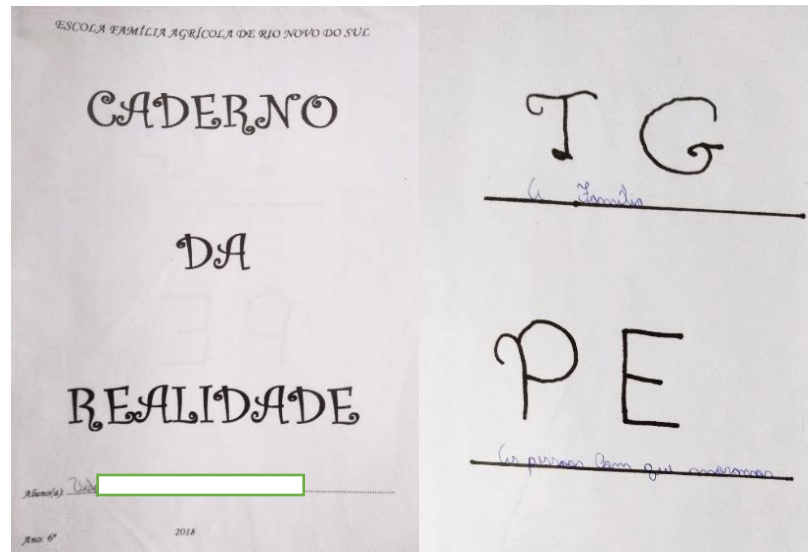 ESCOLA FAMÍLIA AGRÍCOLA DE RIO NOVO DO SUL
CADERNO
DA
REALIDADE
Aluno(a):
Ano: 6º
2018
T G
A Família
P E
As pessoas com qui moramos